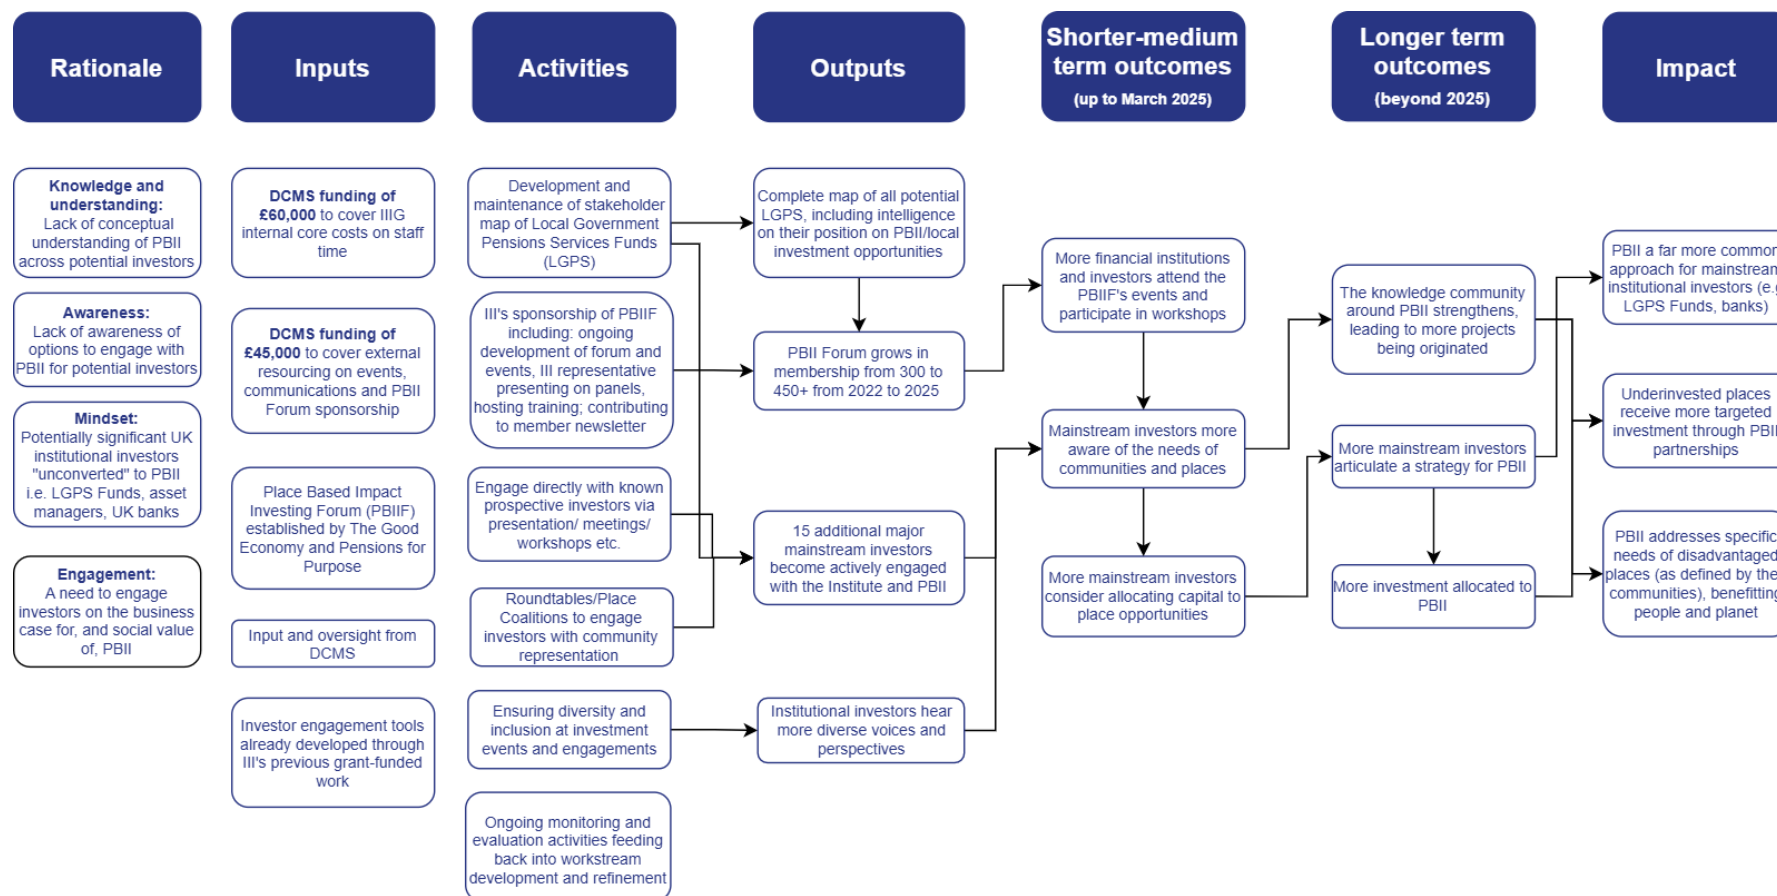 Rationale
Inputs
Activities
Outputs
Shorter-medium
term outcomes
(up to March 2025)
Longer term
outcomes
(beyond 2025)
Impact
Knowledge and
understanding:
Lack of conceptual
understanding of PBII
across potential investors
Awareness:
Lack of awareness of
options to engage with
PBII for potential investors
Mindset:
Potentially significant UK
institutional investors
"unconverted" to PBII
i.e. LGPS Funds, asset
managers, UK banks
Engagement:
A need to engage
investors on the business
case for, and social value
of, PBII
DCMS funding of
£60,000 to cover IIIG
internal core costs on staff
time
DCMS funding of
£45,000 to cover external
resourcing on events,
communications and PBII
Forum sponsorship
Place Based Impact
Investing Forum (PBIIF)
established by The Good
Economy and Pensions for
Purpose
Input and oversight from
DCMS
Investor engagement tools
already developed through
III's previous grant-funded
work
Development and
maintenance of stakeholder
map of Local Government
Pensions Services Funds
(LGPS)
III's sponsorship of PBIIF
including: ongoing
development of forum and
events, III representative
presenting on panels,
hosting training; contributing
to member newsletter
Engage directly with known
prospective investors via
presentation/ meetings/
workshops etc.
Roundtables/Place
Coalitions to engage
investors with community
representation
Ensuring diversity and
inclusion at investment
events and engagements
Ongoing monitoring and
evaluation activities feeding
back into workstream
development and refinement
Complete map of all potential
LGPS, including intelligence
on their position on PBII/local
investment opportunities
PBII Forum grows in
membership from 300 to
450+ from 2022 to 2025
15 additional major
mainstream investors
become actively engaged
with the Institute and PBII
Institutional investors hear
more diverse voices and
perspectives
More financial institutions
and investors attend the
PBIIF's events and
participate in workshops
Mainstream investors more
aware of the needs of
communities and places
More mainstream investors
consider allocating capital to
place opportunities
The knowledge community
around PBII strengthens,
leading to more projects
being originated
More mainstream investors
articulate a strategy for PBII
More investment allocated to
PBII
PBII a far more common
approach for mainstream
institutional investors (e.g.
LGPS Funds, banks)
Underinvested places
receive more targeted
investment through PBII
partnerships
PBII addresses specific
needs of disadvantaged
places (as defined by the
communities), benefitting
people and planet